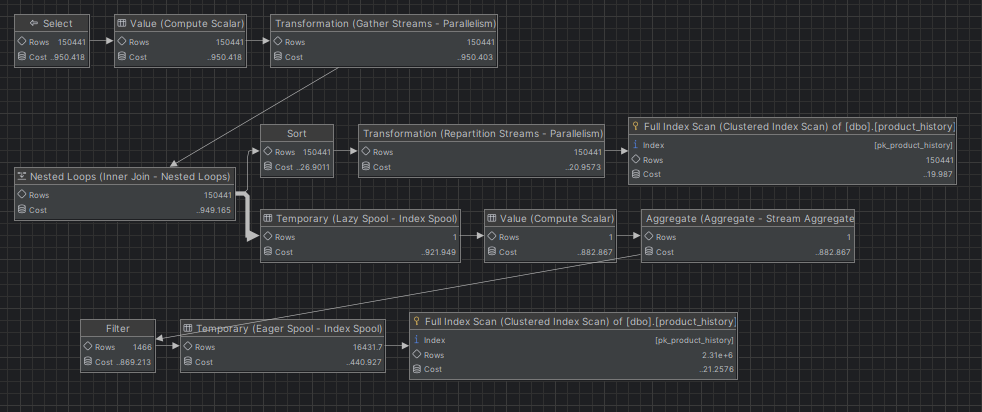 Select
Rows 150441
Cost ..950.418
Value (Compute Scalar)
Rows 150441
Cost ..950.418
Transformation (Gather Streams - Parallelism)
Rows 150441
Cost ..950.403
Sort
Rows 150441
Cost ..26.9011
Transformation (Repartition Streams - Parallelism)
Rows 150441
Cost ..20.9573
Full Index Scan (Clustered Index Scan) of [dbo].[product_history]
Index [pk_product_history]
Rows 150441
Cost ..19.987
Nested Loops (Inner Join - Nested Loops)
Rows 150441
Cost ..949.165
Temporary (Lazy Spool - Index Spool)
Rows 1
Cost ..921.949
Value (Compute Scalar)
Rows 1
Cost ..882.867
Aggregate (Aggregate - Stream Aggregate
Rows 1
Cost ..882.867
Filter
Rows 1466
Cost ..869.213
Temporary (Eager Spool - Index Spool)
Rows 16431.7
Cost ..440.927
Full Index Scan (Clustered Index Scan) of [dbo].[product_history]
Index [pk_product_history]
Rows 2.31e+6
Cost ..21.2576